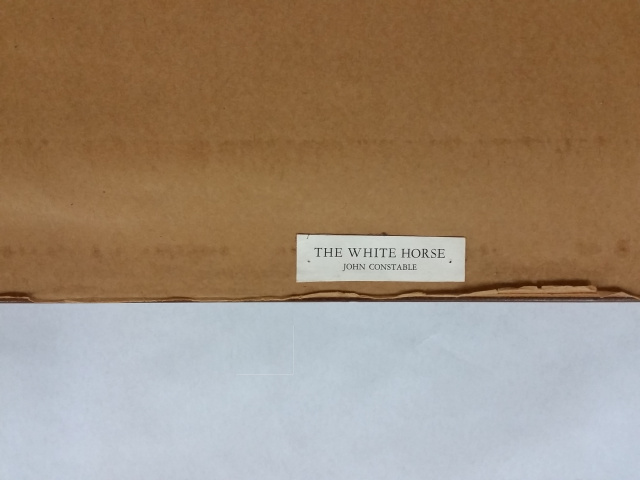 THE WHITE HORSE
JOHN CONSTABLE